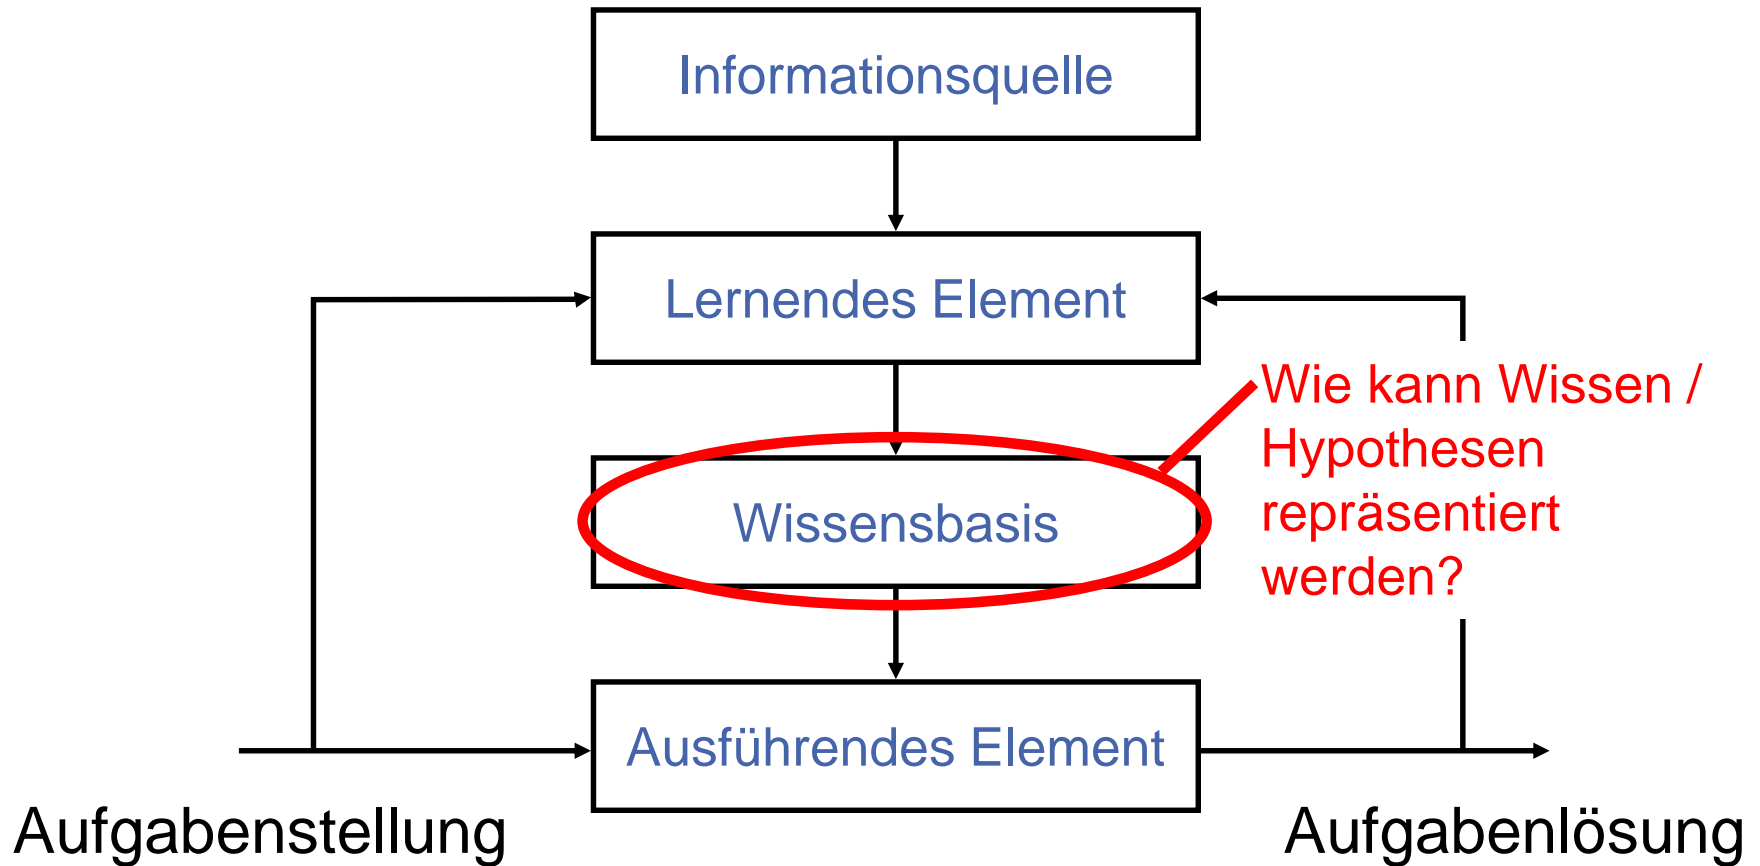 Informationsquelle
Lernendes Element
Wie kann Wissen /
Hypothesen
repräsentiert
werden?
Wissensbasis
Ausführendes Element
Aufgabenstellung
Aufgabenlösung